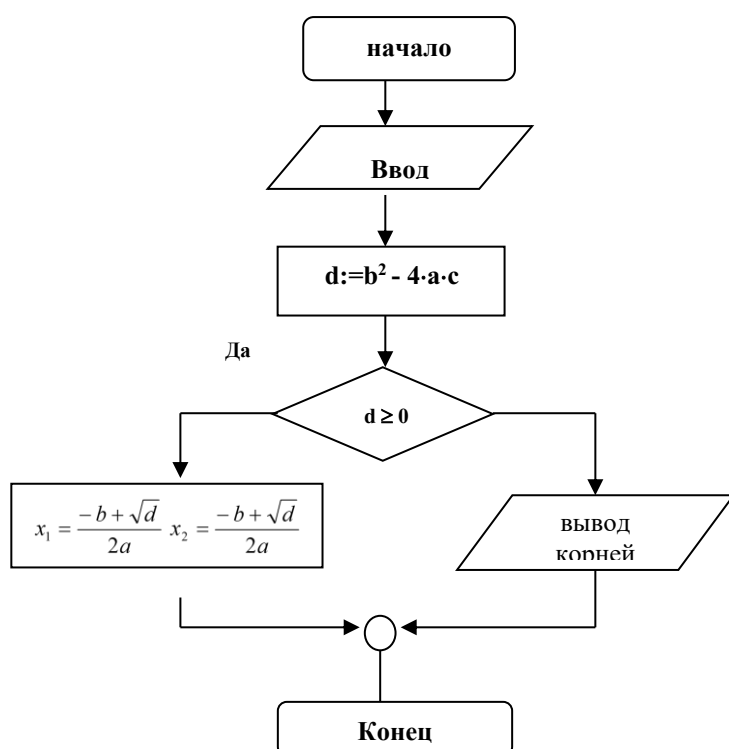 начало
Ввод
d:=b² - 4·a·c
Да
d ≥ 0
x₁ = (-b + √d)/2a x₂ = (-b + √d)/2a
вывод
корней
Конец